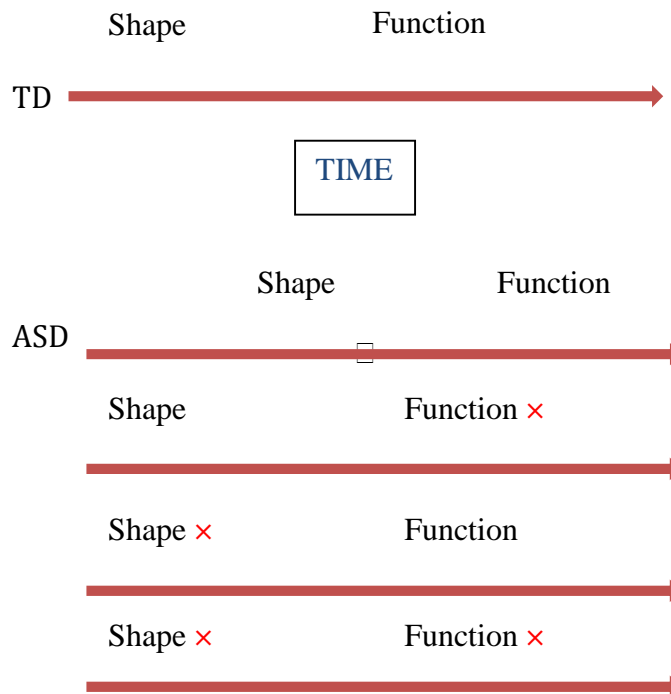 Shape Function
TD
TIME
Shape Function
ASD
Shape Function ×
Shape × Function
Shape × Function ×